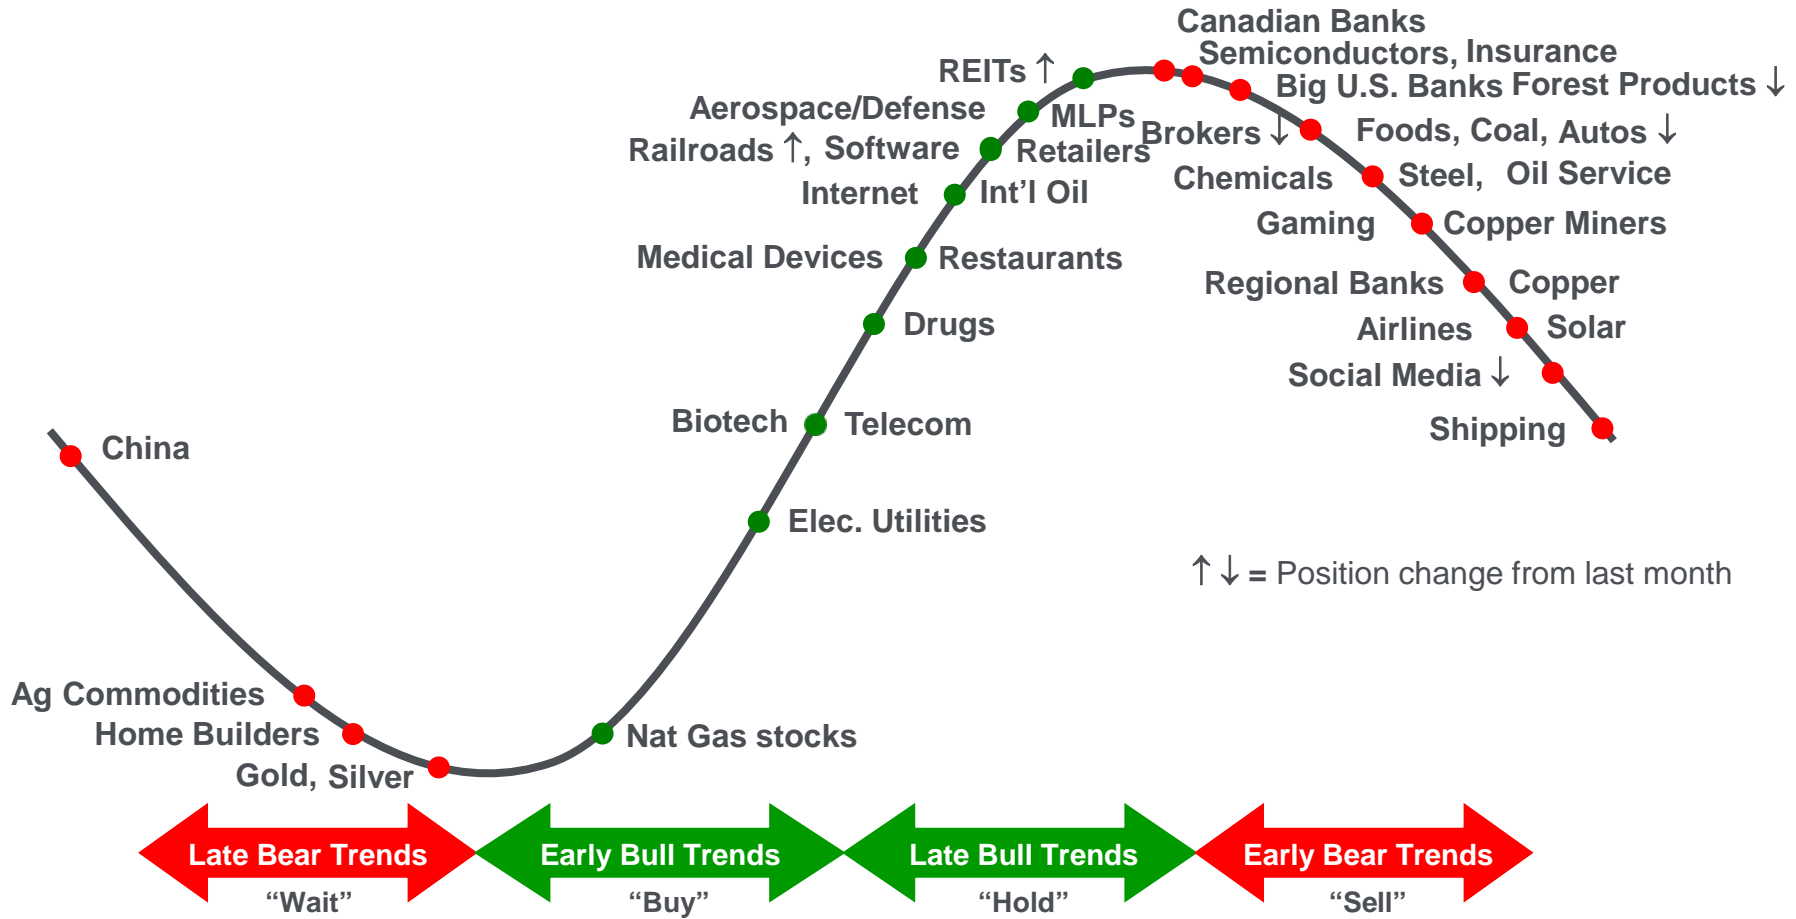 Canadian Banks
Semiconductors, Insurance
REITs ↑
Big U.S. Banks Forest Products ↓
Aerospace/Defense
MLPs
Brokers ↓
Foods, Coal, Autos ↓
Railroads ↑, Software
Retailers
Chemicals
Steel, Oil Service
Internet
Int'l Oil
Gaming
Copper Miners
Medical Devices
Restaurants
Regional Banks
Copper
Drugs
Airlines
Solar
Social Media ↓
Biotech
Telecom
Shipping
China
Elec. Utilities
↑↓ = Position change from last month
Ag Commodities
Home Builders
Nat Gas stocks
Gold, Silver
Late Bear Trends
Early Bull Trends
Late Bull Trends
Early Bear Trends
“Wait”
“Buy”
“Hold”
“Sell”